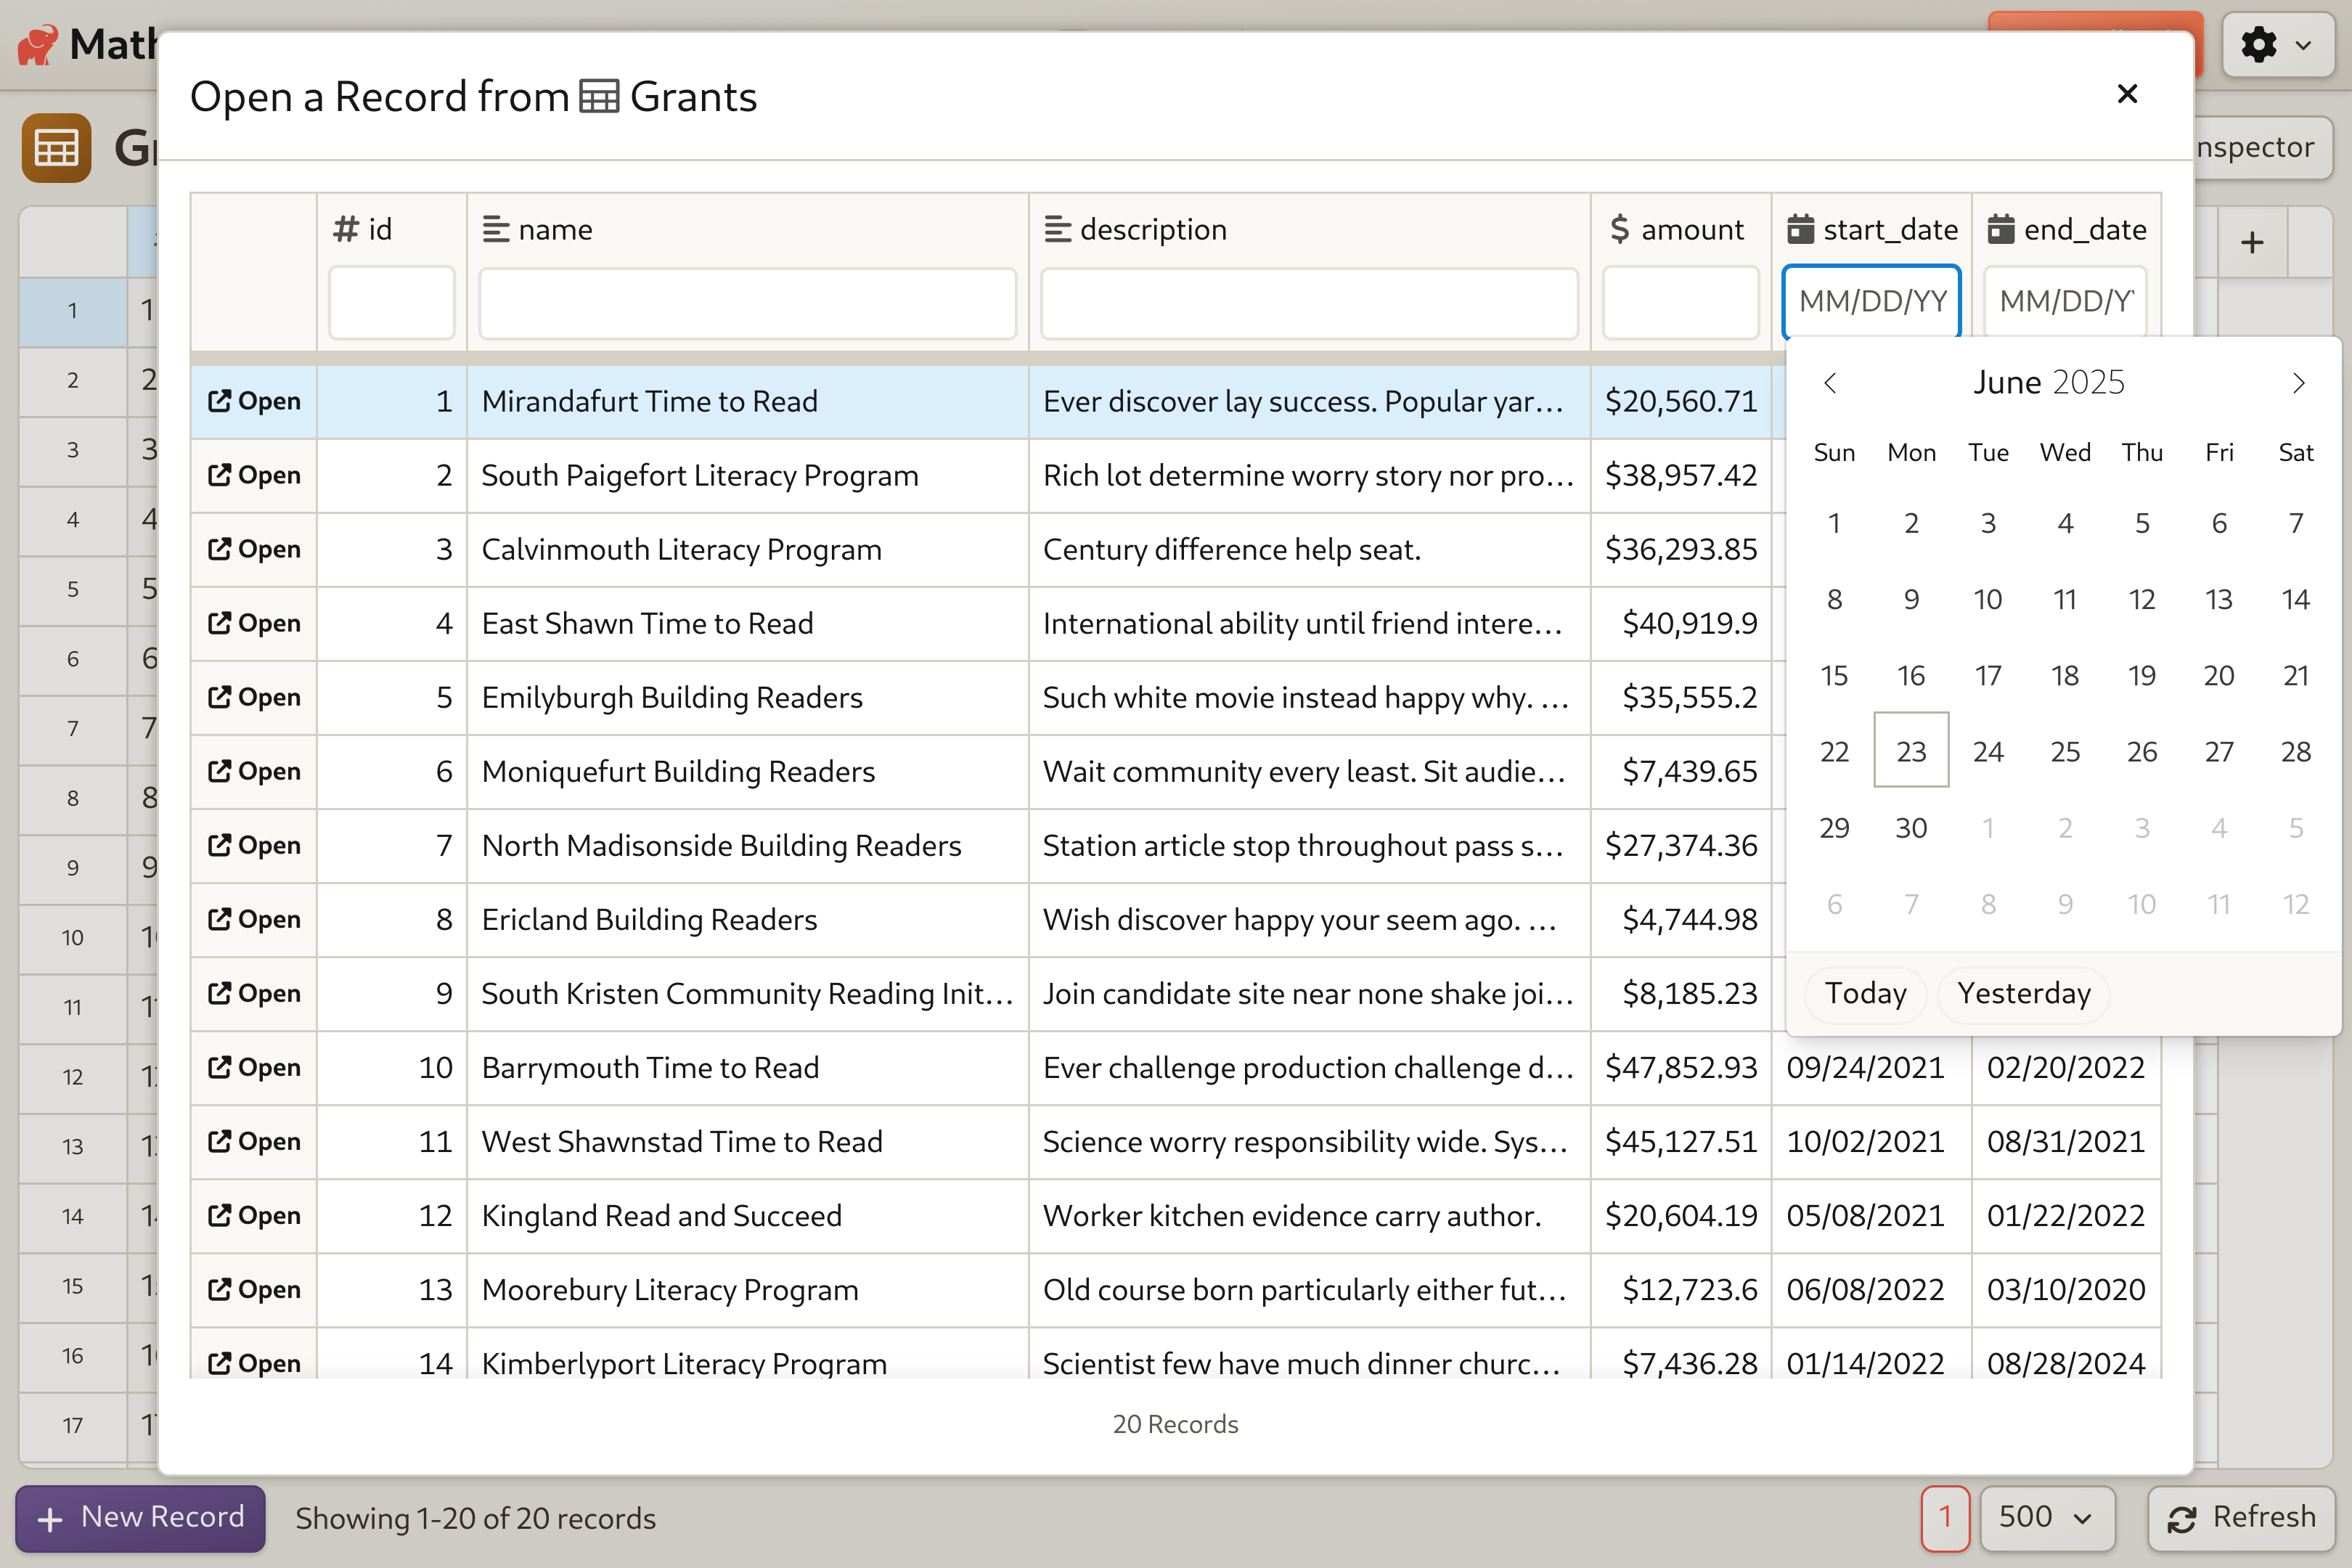 Math
Open a Record from Grants
nspector
id name description amount start_date end_date
MM/DD/YY MM/DD/Y
June 2025
Sun Mon Tue Wed Thu Fri Sat
1 2 3 4 5 6 7
8 9 10 11 12 13 14
15 16 17 18 19 20 21
22 23 24 25 26 27 28
29 30 1 2 3 4 5
6 7 8 9 10 11 12
Today Yesterday
Open 1 Mirandafurt Time to Read Ever discover lay success. Popular yar… $20,560.71
Open 2 South Paigefort Literacy Program Rich lot determine worry story nor pro… $38,957.42
Open 3 Calvinmouth Literacy Program Century difference help seat. $36,293.85
Open 4 East Shawn Time to Read International ability until friend intere… $40,919.9
Open 5 Emilyburgh Building Readers Such white movie instead happy why. … $35,555.2
Open 6 Moniquefurt Building Readers Wait community every least. Sit audie… $7,439.65
Open 7 North Madisonside Building Readers Station article stop throughout pass s… $27,374.36
Open 8 Ericland Building Readers Wish discover happy your seem ago. … $4,744.98
Open 9 South Kristen Community Reading Init… Join candidate site near none shake joi… $8,185.23
Open 10 Barrymouth Time to Read Ever challenge production challenge d… $47,852.93 09/24/2021 02/20/2022
Open 11 West Shawnstad Time to Read Science worry responsibility wide. Sys… $45,127.51 10/02/2021 08/31/2021
Open 12 Kingland Read and Succeed Worker kitchen evidence carry author. $20,604.19 05/08/2021 01/22/2022
Open 13 Moorebury Literacy Program Old course born particularly either fut… $12,723.6 06/08/2022 03/10/2020
Open 14 Kimberlyport Literacy Program Scientist few have much dinner churc… $7,436.28 01/14/2022 08/28/2024
20 Records
1 1
2 2
3 3
4 4
5 5
6 6
7 7
8 8
9 9
10
11
12
13
14
15
16
17
New Record Showing 1-20 of 20 records 1 500 Refresh